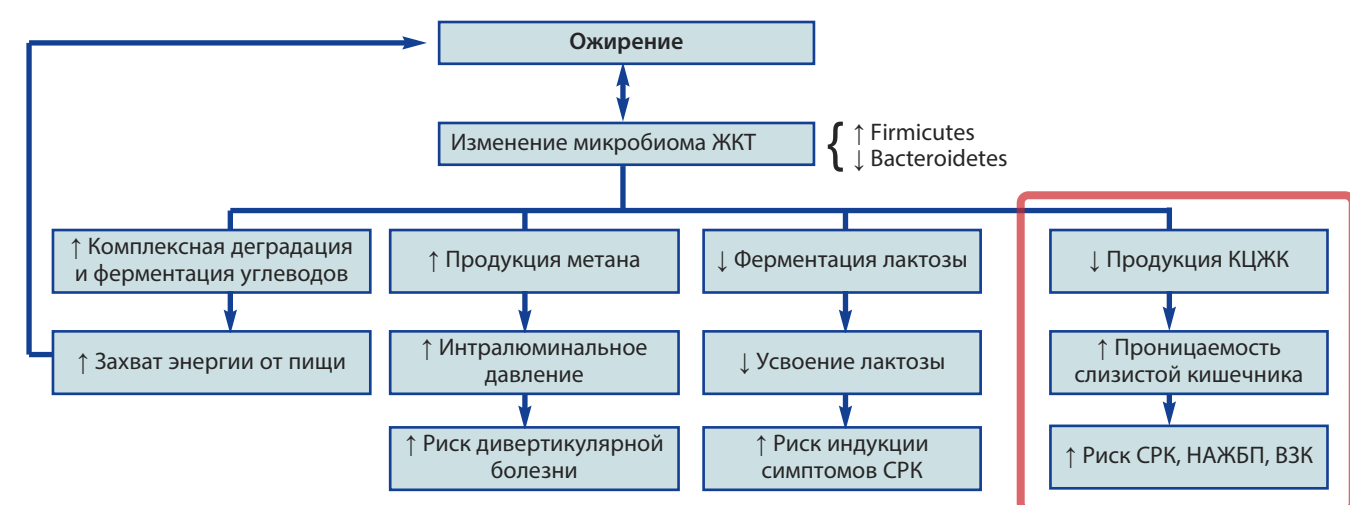 Ожирение
Изменение микробиома ЖКТ
{ ↑ Firmicutes
↓ Bacteroidetes
↑ Комплексная деградация
и ферментация углеводов
↑ Продукция метана
↓ Ферментация лактозы
↓ Продукция КЦЖК
↑ Захват энергии от пищи
↑ Интралюминальное
давление
↓ Усвоение лактозы
↑ Проницаемость
слизистой кишечника
↑ Риск дивертикулярной
болезни
↑ Риск индукции
симптомов СРК
↑ Риск СРК, НАЖБП, ВЗК